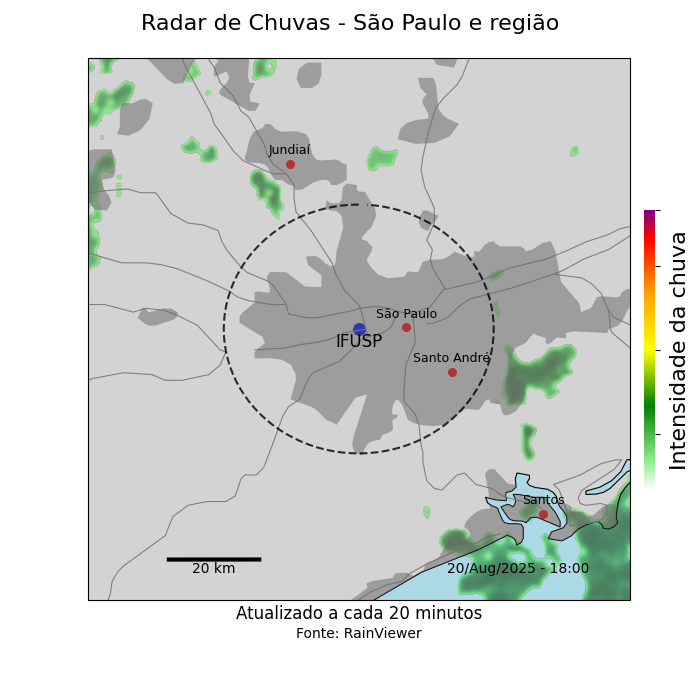 Radar de Chuvas - São Paulo e região
Jundiaí
São Paulo
IFUSP
Santo André
Santos
20 km
20/Aug/2025 - 18:00
Intensidade da chuva
Atualizado a cada 20 minutos
Fonte: RainViewer